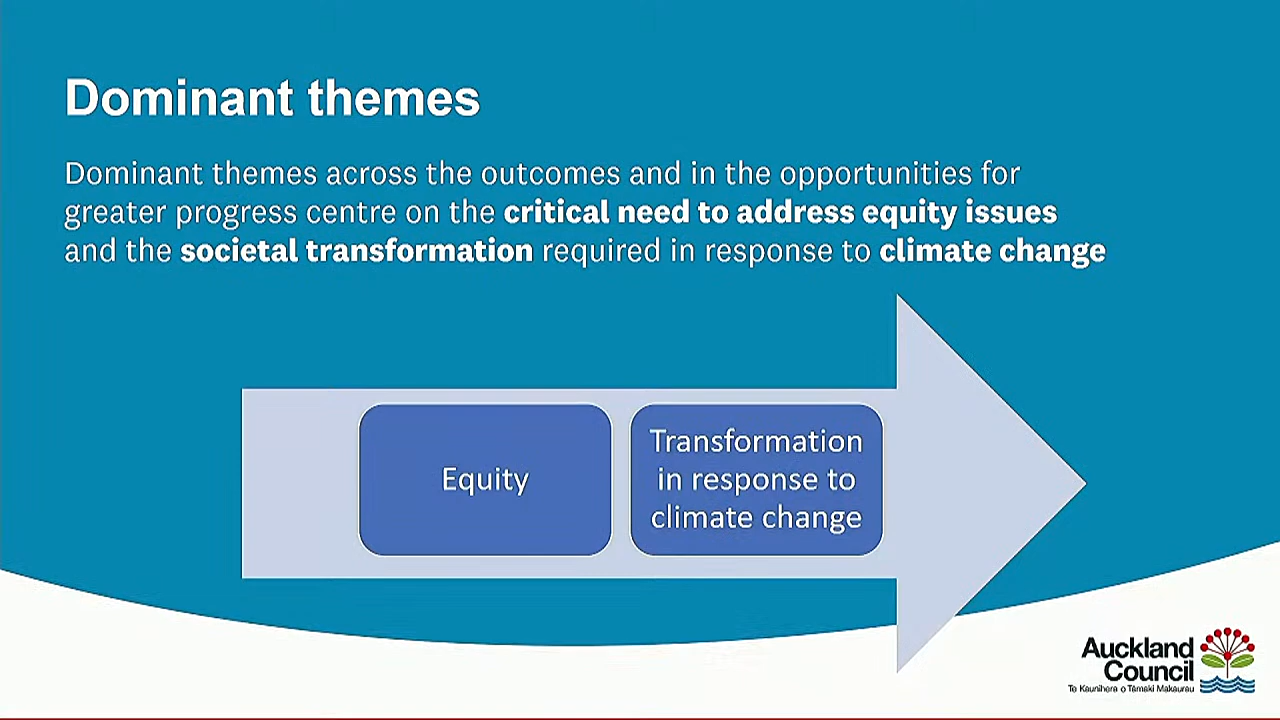 Dominant themes
Dominant themes across the outcomes and in the opportunities for
greater progress centre on the critical need to address equity issues
and the societal transformation required in response to climate change
Equity
Transformation
in response to
climate change
Auckland
Council
Te Kaunihera o Tāmaki Makaurau